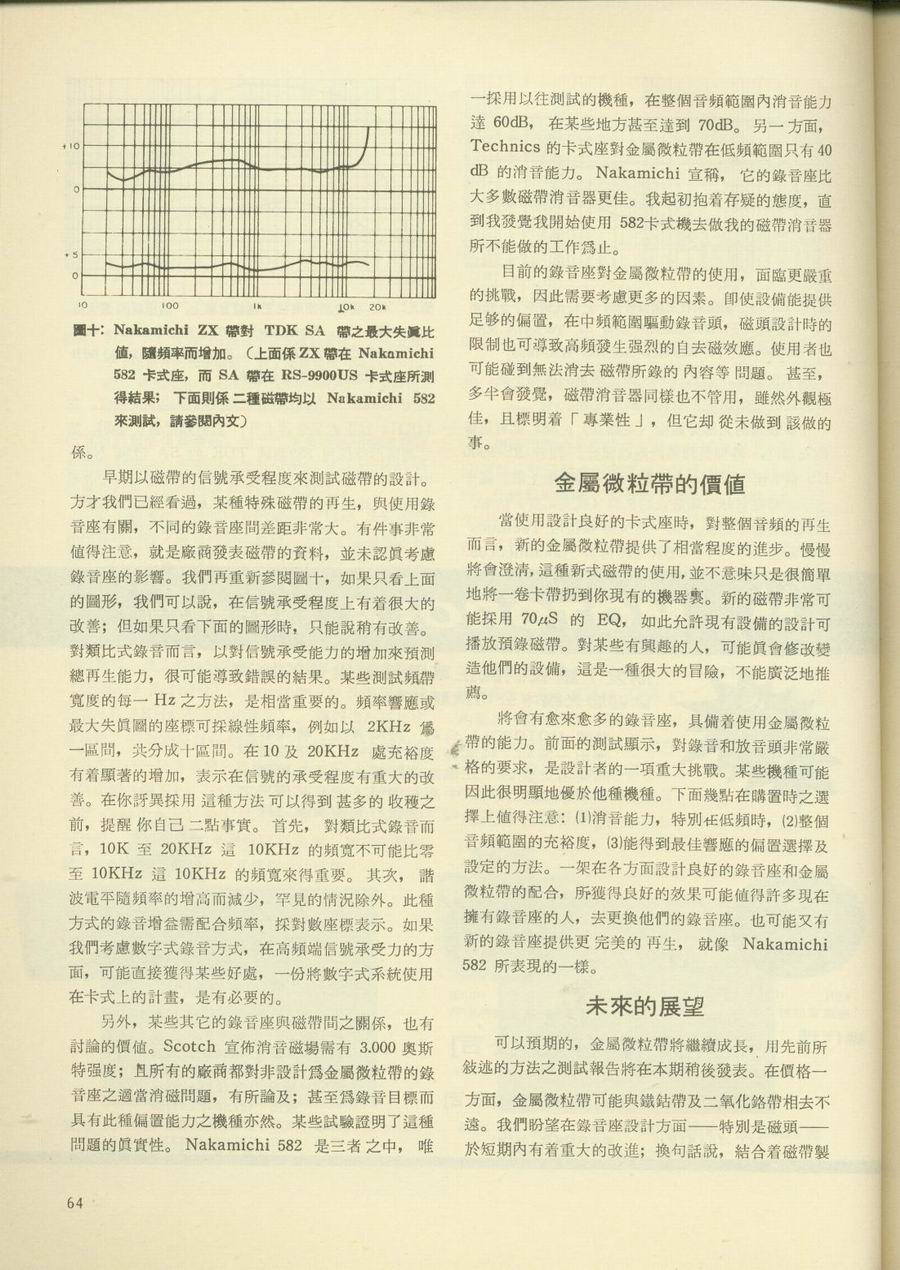 +10
0
+5
0
10 100 1k 10k 20k
圖十：Nakamichi ZX 帶對 TDK SA 帶之最大失眞比
値，隨頻率而增加。（上面係 ZX 帶在 Nakamichi
582 卡式座，而 SA 帶在 RS-9900US 卡式座所測
得結果； 下面則係 二種磁帶均以 Nakamichi 582
來測試，請參閱內文）
係。
早期以磁帶的信號承受程度來測試磁帶的設計。
方才我們已經看過，某種特殊磁帶的再生，與使用錄
音座有關，不同的錄音座間差距非常大。有件事非常
値得注意，就是廠商發表磁帶的資料，並未認眞考慮
錄音座的影響。我們再重新參閱圖十，如果只看上面
的圖形，我們可以說，在信號承受程度上有着很大的
改善；但如果只看下面的圖形時，只能說稍有改善。
對類比式錄音而言，以對信號承受能力的增加來預測
總再生能力，很可能導致錯誤的結果。某些測試頻帶
寬度的每一 Hz 之方法，是相當重要的。頻率響應或
最大失眞圖的座標可採線性頻率，例如以 2KHz 爲
一區間，共分成十區間。在 10 及 20KHz 處充裕度
有着顯著的增加，表示在信號的承受程度有重大的改
善。在你訝異採用 這種方法 可以得到 甚多的 收穫之
前，提醒 你自己 二點事實。 首先， 對類比式錄音而
言，10K 至 20KHz 這 10KHz 的頻寬不可能比零
至 10KHz 這 10KHz 的頻寬來得重要。 其次， 諧
波電平隨頻率的增高而減少，罕見的情況除外。此種
方式的錄音增益需配合頻率，採對數座標表示。如果
我們考慮數字式錄音方式，在高頻端信號承受力的方
面，可能直接獲得某些好處，一份將數字式系統使用
在卡式上的計畫，是有必要的。
另外，某些其它的錄音座與磁帶間之關係，也有
討論的價值。Scotch 宣佈消音磁場需有 3.000 奧斯
特强度；且所有的廠商都對非設計爲金屬微粒帶的錄
音座之適當消磁問題，有所論及；甚至爲錄音目標而
具有此種偏置能力之機種亦然。某些試驗證明了這種
問題的眞實性。 Nakamichi 582 是三者 之中， 唯
一採用以往測試的機種，在整個音頻範圍內消音能力
達 60dB， 在某些地方甚至達到 70dB。另一 方面，
Technics 的卡式座對金屬微粒帶在低頻範圍只有 40
dB 的消音能力。 Nakamichi 宣稱， 它的錄音座比
大多數磁帶消音器更佳。我起初抱着存疑的態度，直
到我發覺我開始使用 582卡式機去做我的磁帶消音器
所不能做的工作爲止。
目前的錄音座對金屬微粒帶的使用，面臨更嚴重
的挑戰，因此需要考慮更多的因素。卽使設備能提供
足够的偏置，在中頻範圍驅動錄音頭，磁頭設計時的
限制也可導致高頻發生强烈的自去磁效應。使用者也
可能碰到無法消去 磁帶所錄的 內容等 問題。 甚至，
多半會發覺，磁帶消音器同樣也不管用，雖然外觀極
佳，且標明着「 專業性 」，但它却 從未做到 該做的
事。
金屬微粒帶的價値
當使用設計良好的卡式座時，對整個音頻的再生
而言，新的金屬微粒帶提供了相當程度的進步。慢慢
將會澄淸，這種新式磁帶的使用，並不意味只是很簡單
地將一卷卡帶扔到你現有的機器裏。新的磁帶非常可
能採用 70μS 的 EQ， 如此允許現有設備的設計可
播放預錄磁帶。對某些有興趣的人，可能眞會修改變
造他們的設備，這是一種很大的冒險，不能廣泛地推
薦。
將會有愈來愈多的錄音座，具備着使用金屬微粒
帶的能力。前面的測試顯示，對錄音和放音頭非常嚴
格的要求，是設計者的一項重大挑戰。某些機種可能
因此很明顯地優於他種機種。下面幾點在購置時之選
擇上値得注意：⑴消音能力，特別在低頻時，⑵整個
音頻範圍的充裕度，⑶能得到最佳響應的偏置選擇及
設定的方法。一架在各方面設計良好的錄音座和金屬
微粒帶的配合，所獲得良好的效果可能値得許多現在
擁有錄音座的人，去更換他們的錄音座。也可能又有
新的錄音座提供更 完美的 再生， 就像 Nakamichi
582 所表現的一樣。
未來的展望
可以預期的，金屬微粒帶將繼續成長，用先前所
敍述的方法之測試報告將在本期稍後發表。在價格一
方面，金屬微粒帶可能與鐵鈷帶及二氧化鉻帶相去不
遠。我們盼望在錄音座設計方面——特別是磁頭——
於短期內有着重大的改進；換句話說，結合着磁帶製
64